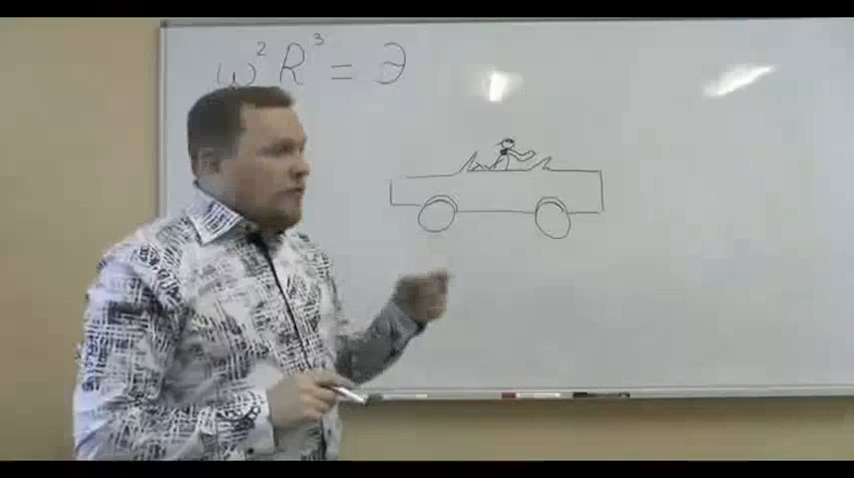 ω²R³ = Э